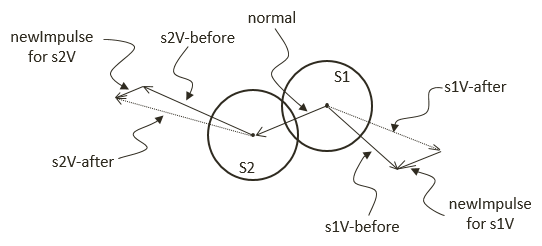 normal
newImpulse
for s2V
s2V-before
S1
s1V-after
s2V-after
S2
newImpulse
for s1V
s1V-before